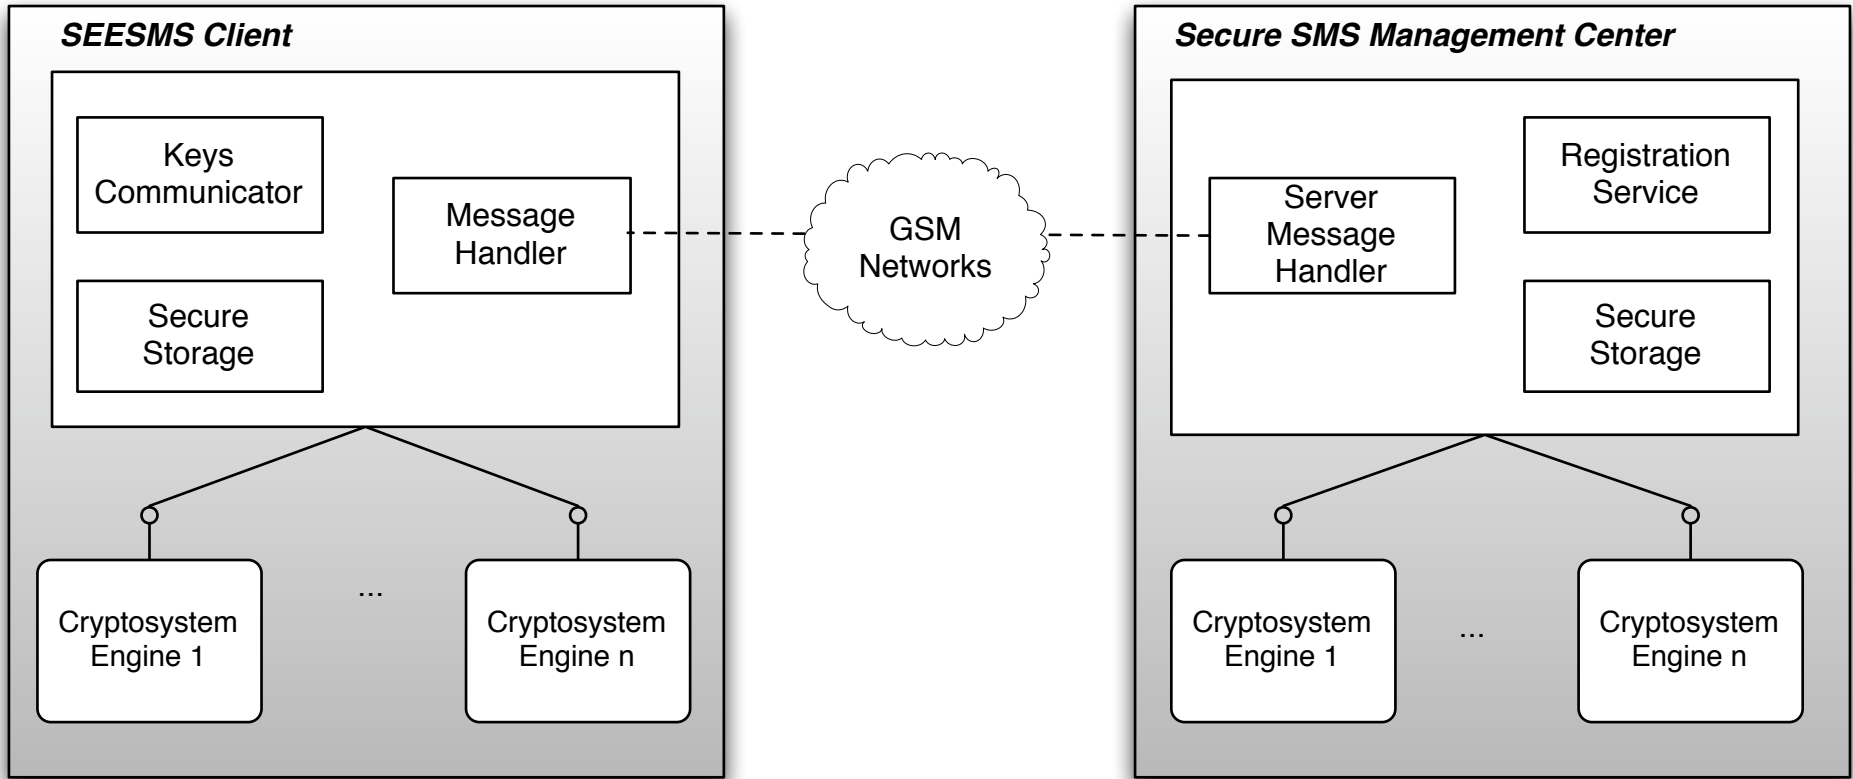 SEESMS Client
Keys
Communicator
Message
Handler
Secure
Storage
Cryptosystem
Engine 1
...
Cryptosystem
Engine n
GSM
Networks
Secure SMS Management Center
Server
Message
Handler
Registration
Service
Secure
Storage
Cryptosystem
Engine 1
...
Cryptosystem
Engine n